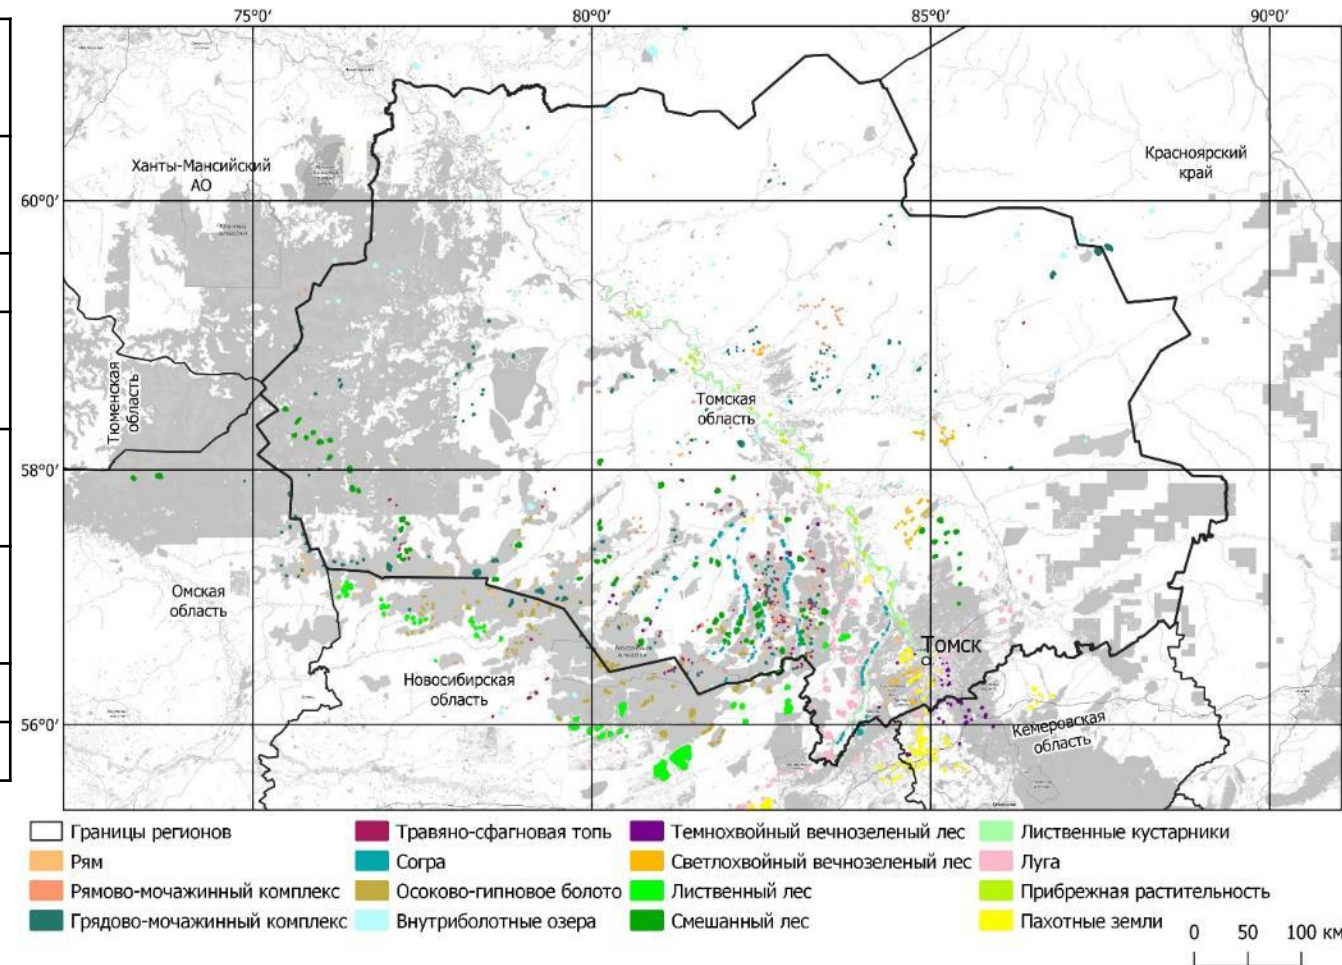 75°0′ 80°0′ 85°0′ 90°0′
Ханты-Мансийский
АО
Красноярский
край
60°0′
Тюменская
область
Томская
область
58°0′
Омская
область
Томск
Новосибирская
область
56°0′
Кемеровская
область
Границы регионов
Рям
Рямово-мочажинный комплекс
Грядово-мочажинный комплекс
Травяно-сфагновая топь
Согра
Осоково-гипновое болото
Внутриболотные озера
Темнохвойный вечнозеленый лес
Светлохвойный вечнозеленый лес
Лиственный лес
Смешанный лес
Лиственные кустарники
Луга
Прибрежная растительность
Пахотные земли
0 50 100 км